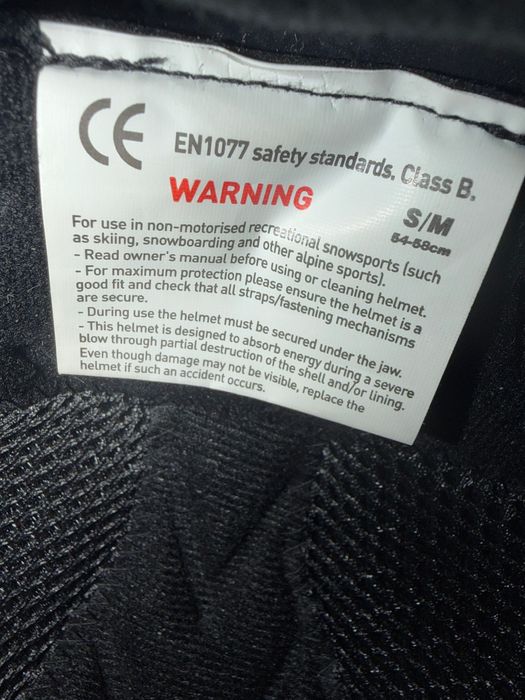 CE EN1077 safety standards. Class B.
WARNING
S/M
54-58cm
For use in non-motorised recreational snowsports (such
as skiing, snowboarding and other alpine sports).
- Read owner's manual before using or cleaning helmet.
- For maximum protection please ensure the helmet is a
good fit and check that all straps/fastening mechanisms
are secure.
- During use the helmet must be secured under the jaw.
- This helmet is designed to absorb energy during a severe
blow through partial destruction of the shell and/or lining.
Even though damage may not be visible, replace the
helmet if such an accident occurs.